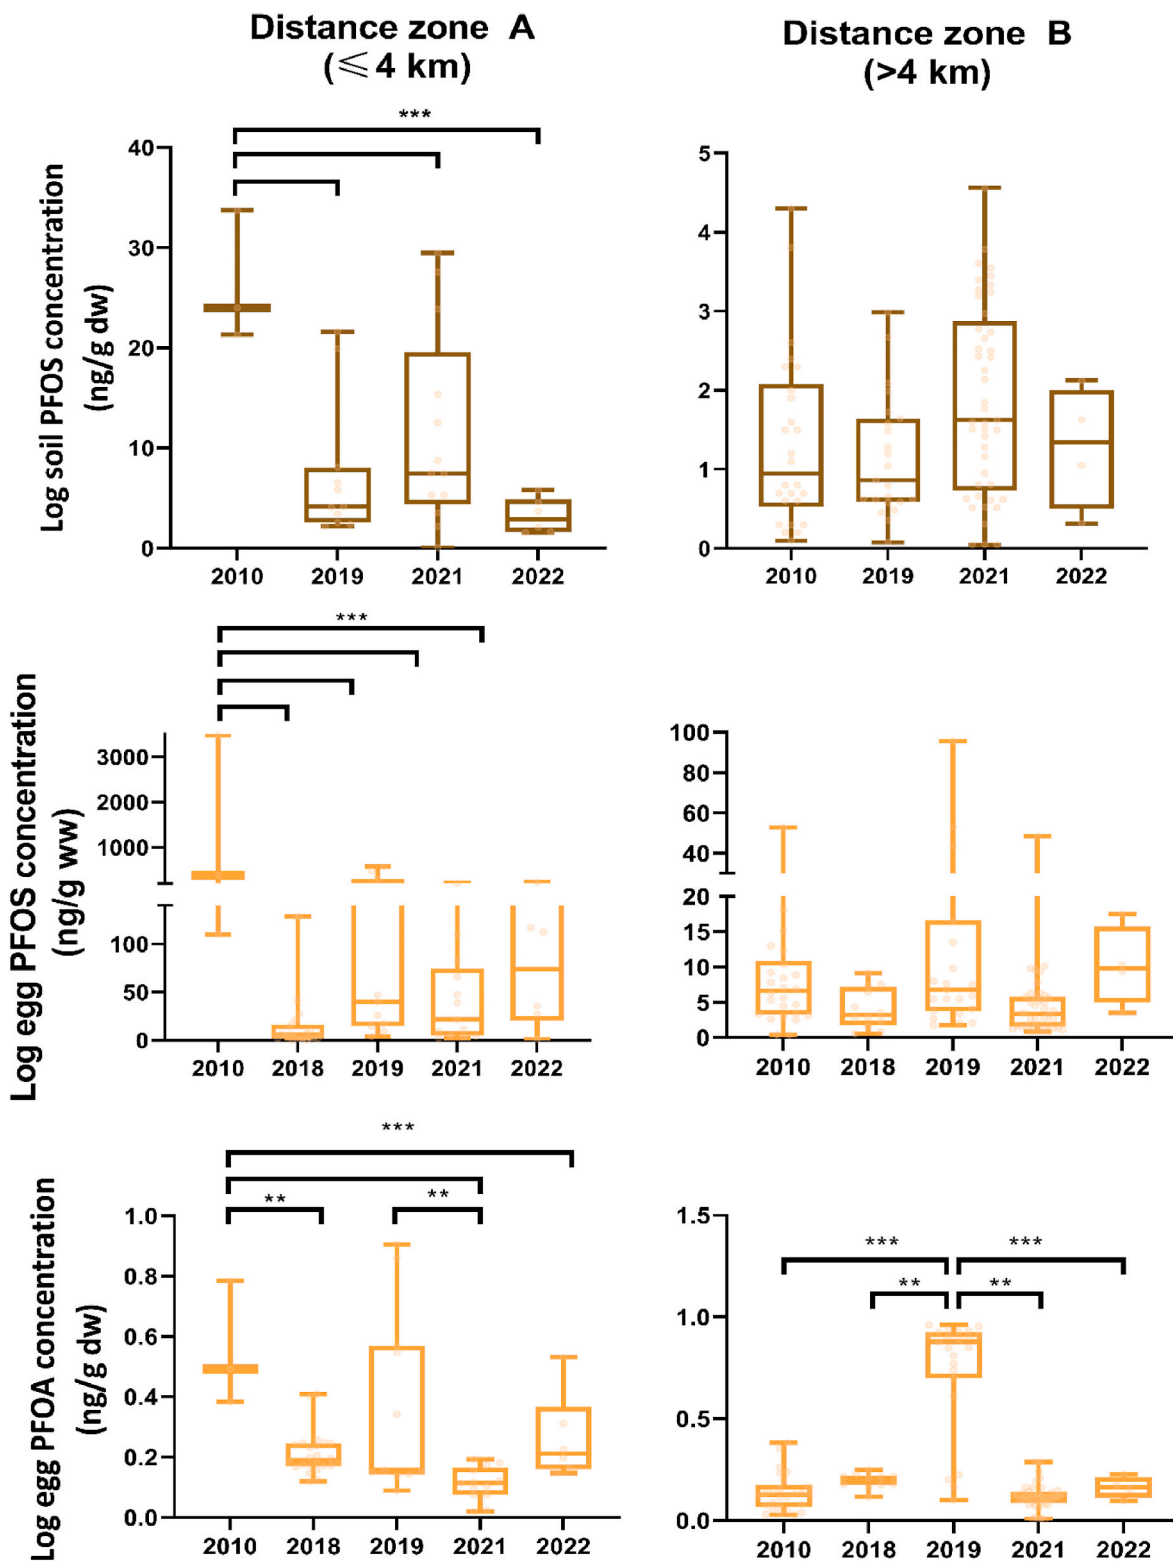 Distance zone A
(≤ 4 km)
Distance zone B
(>4 km)
Log soil PFOS concentration
(ng/g dw)
***
40
30
20
10
0
2010 2019 2021 2022
5
4
3
2
1
0
2010 2019 2021 2022
Log egg PFOS concentration
(ng/g ww)
***
3000
2000
1000
100
50
0
2010 2018 2019 2021 2022
100
80
60
40
20
15
10
5
0
2010 2018 2019 2021 2022
Log egg PFOA concentration
(ng/g dw)
***
** **
1.0
0.8
0.6
0.4
0.2
0.0
2010 2018 2019 2021 2022
1.5
*** ***
** **
1.0
0.5
0.0
2010 2018 2019 2021 2022